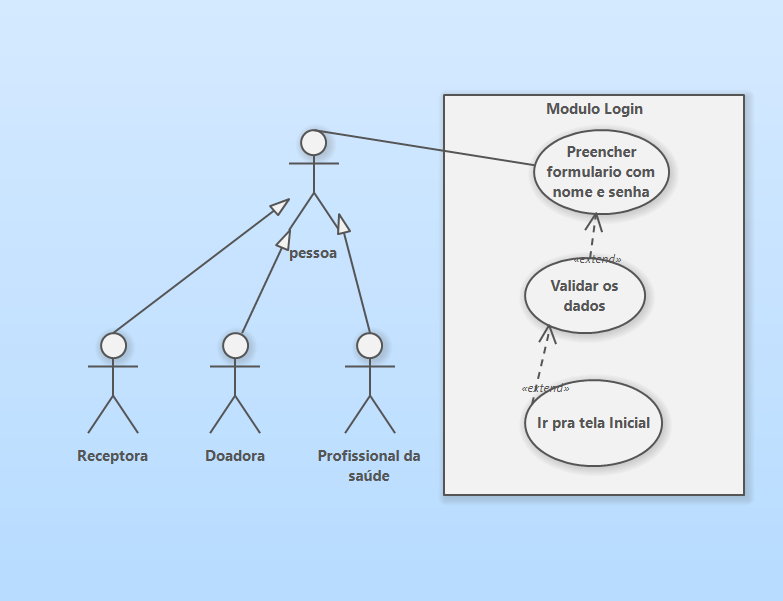 Modulo Login
Preencher
formulario com
nome e senha
pessoa
«extend»
Validar os
dados
«extend»
Ir pra tela Inicial
Receptora
Doadora
Profissional da
saúde